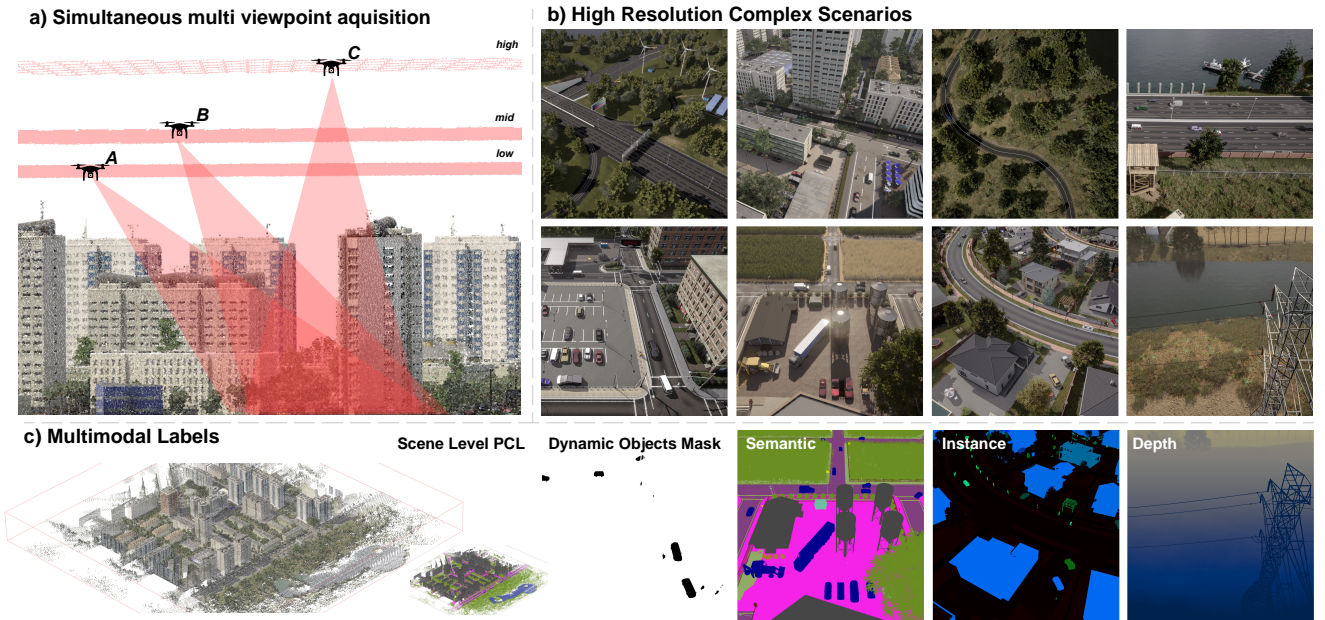 a) Simultaneous multi viewpoint aquisition
b) High Resolution Complex Scenarios
C
high
B
mid
A
low
c) Multimodal Labels
Scene Level PCL
Dynamic Objects Mask
Semantic
Instance
Depth